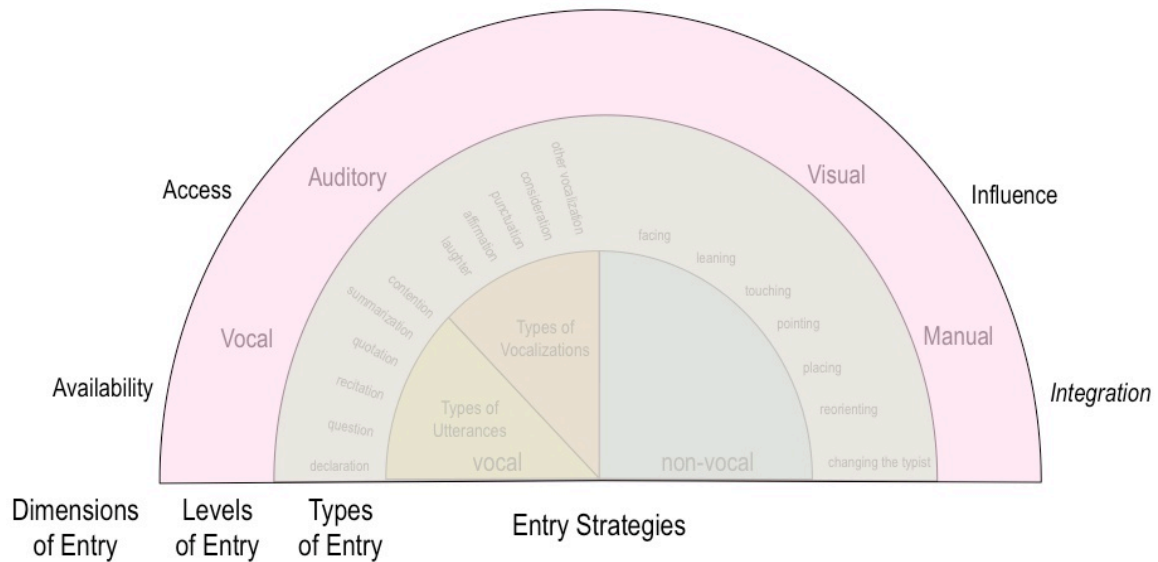 Access
Influence
Availability
Integration
Auditory
Visual
Vocal
Manual
declaration
question
recitation
quotation
summarization
contention
laughter
affirmation
punctuation
consideration
other vocalization
facing
leaning
touching
pointing
placing
reorienting
changing the typist
Types of
Vocalizations
Types of
Utterances
vocal
non-vocal
Dimensions
of Entry
Levels
of Entry
Types
of Entry
Entry Strategies